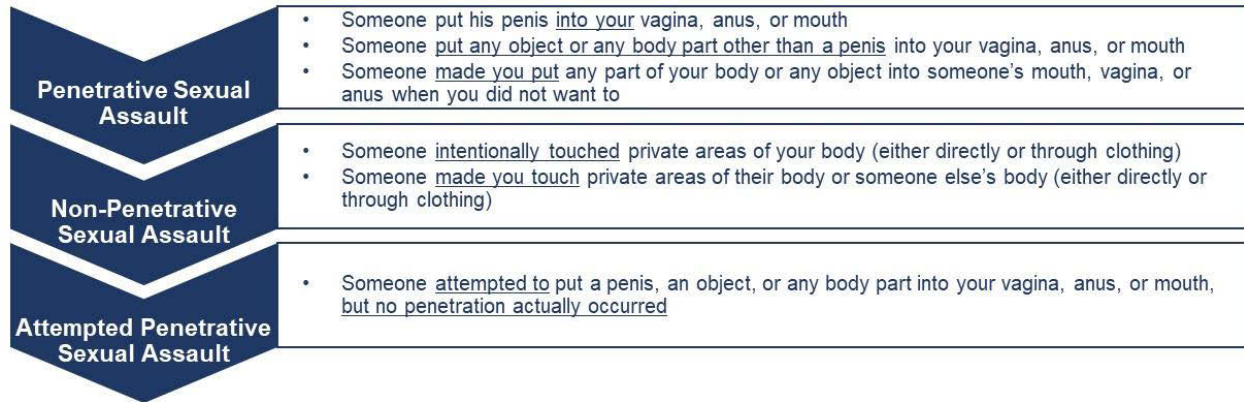 Penetrative Sexual
Assault
• Someone put his penis into your vagina, anus, or mouth
• Someone put any object or any body part other than a penis into your vagina, anus, or mouth
• Someone made you put any part of your body or any object into someone's mouth, vagina, or
anus when you did not want to
Non-Penetrative
Sexual Assault
• Someone intentionally touched private areas of your body (either directly or through clothing)
• Someone made you touch private areas of their body or someone else's body (either directly or
through clothing)
Attempted Penetrative
Sexual Assault
• Someone attempted to put a penis, an object, or any body part into your vagina, anus, or mouth,
but no penetration actually occurred